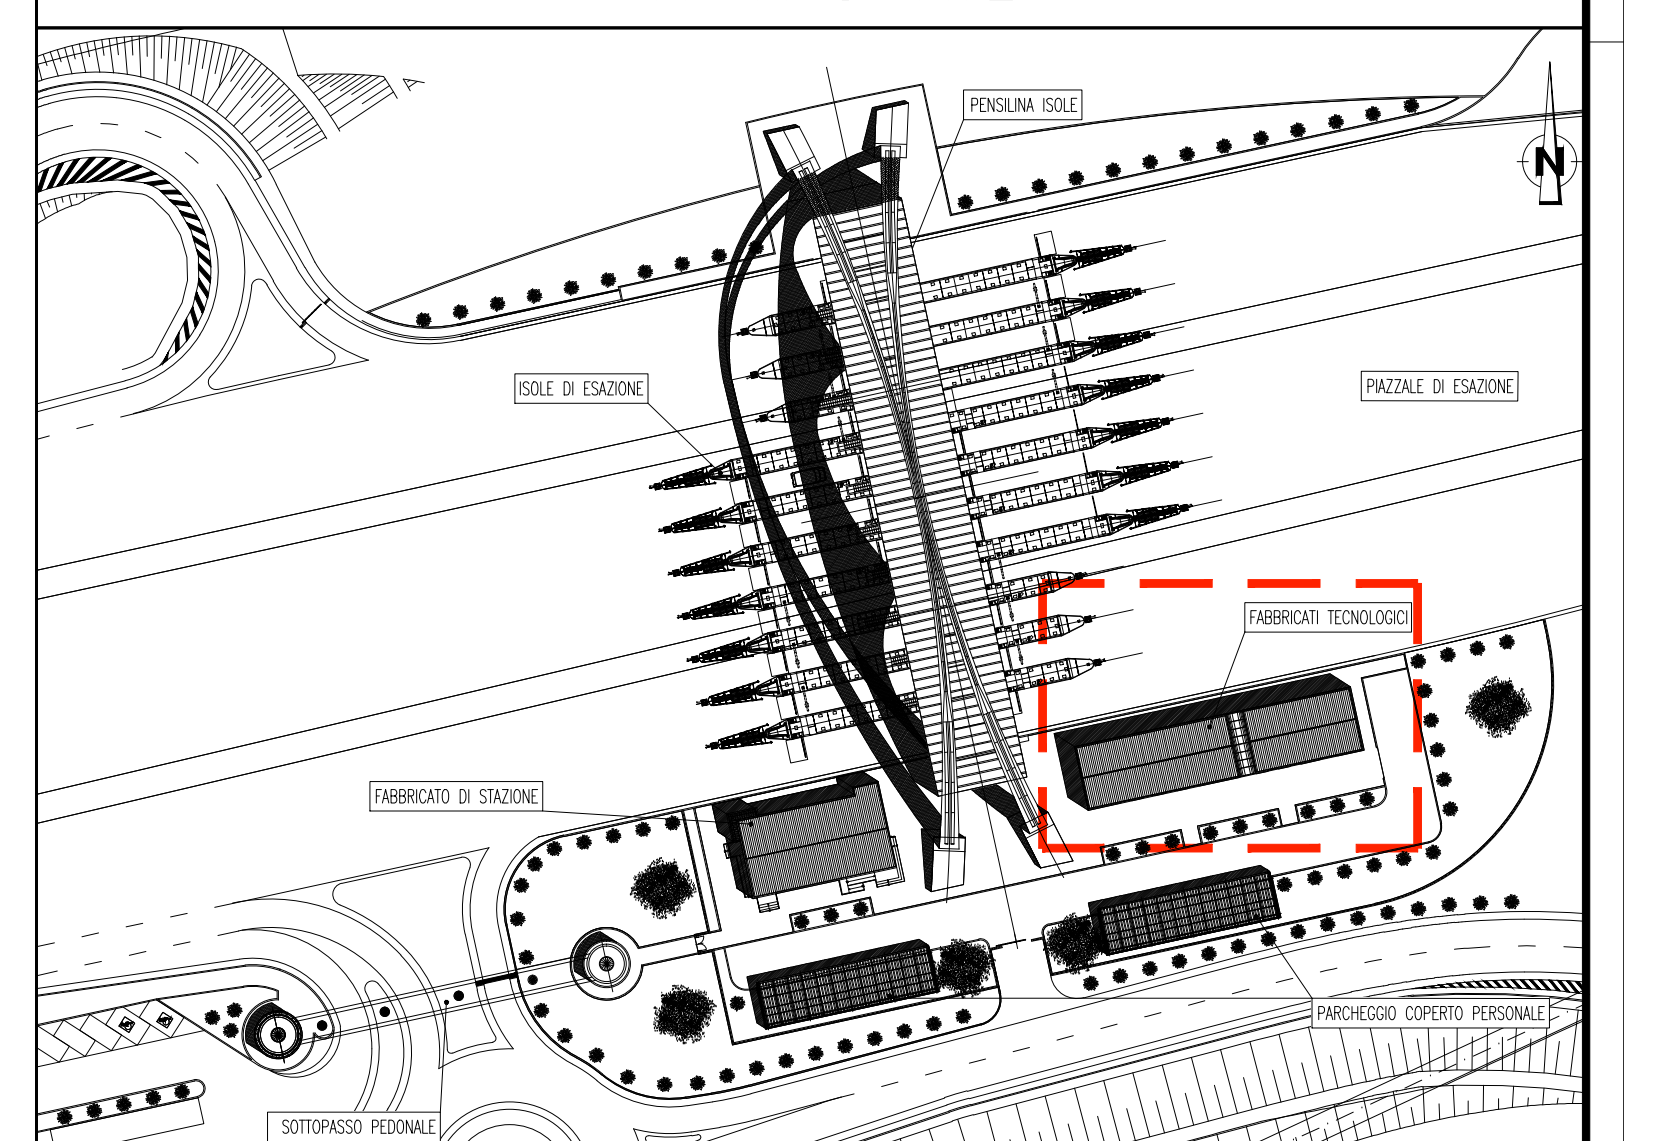 A
PENSILINA ISOLE
N
ISOLE DI ESAZIONE
PIAZZALE DI ESAZIONE
FABBRICATI TECNOLOGICI
FABBRICATO DI STAZIONE
PARCHEGGIO COPERTO PERSONALE
SOTTOPASSO PEDONALE